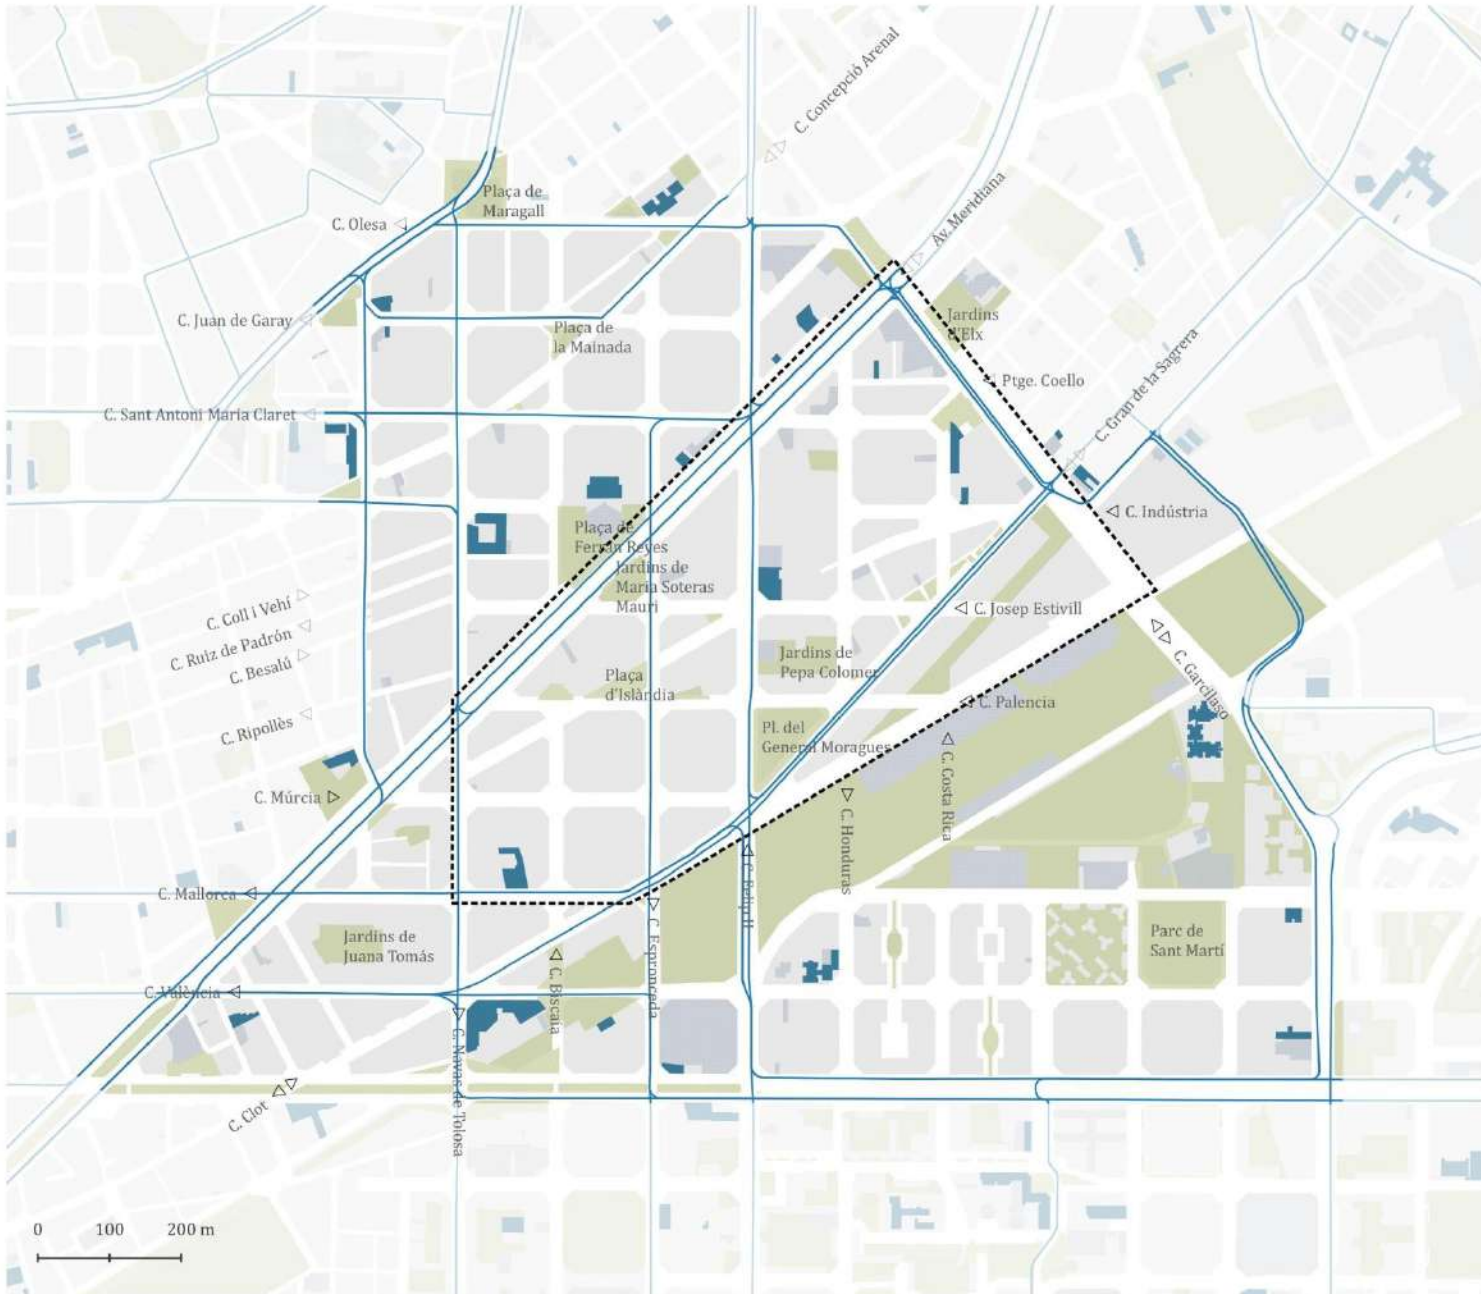 C. Concepció Arenal
Plaça de
Maragall
C. Olesa
Av. Meridiana
C. Juan de Garay
Plaça de
la Mainada
Jardins
d'Elx
Ptge. Coello
C. Gran de la Sagrera
C. Sant Antoni Maria Claret
C. Indústria
Plaça de
Ferran Reyes
Jardins de
Maria Soteras
Mauri
C. Coll i Vehí
C. Ruiz de Padrón
C. Besalú
C. Ripollès
C. Josep Estivill
C. Garcilaso
Jardins de
Pepa Colomer
Plaça
d'Islàndia
C. Palencia
Pl. del
General Moragues
C. Costa Rica
C. Múrcia
C. Honduras
C. Mallorca
C. Felip II
C. Espronceda
Jardins de
Juana Tomás
Parc de
Sant Martí
C. Biscaia
C. València
C. Navas de Tolosa
C. Clot
0 100 200 m